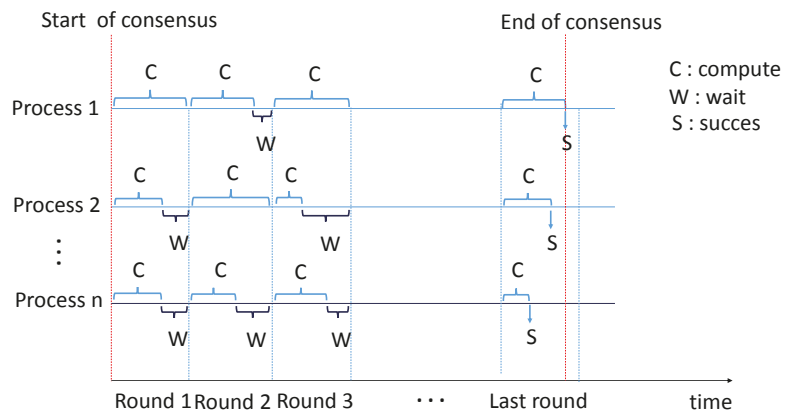 Start of consensus
End of consensus
C : compute
W : wait
S : succes
C C C C
Process 1
W S
C C C C
Process 2
W W S
⋮
C C C C
Process n
W W W S
Round 1 Round 2 Round 3 ⋯ Last round time